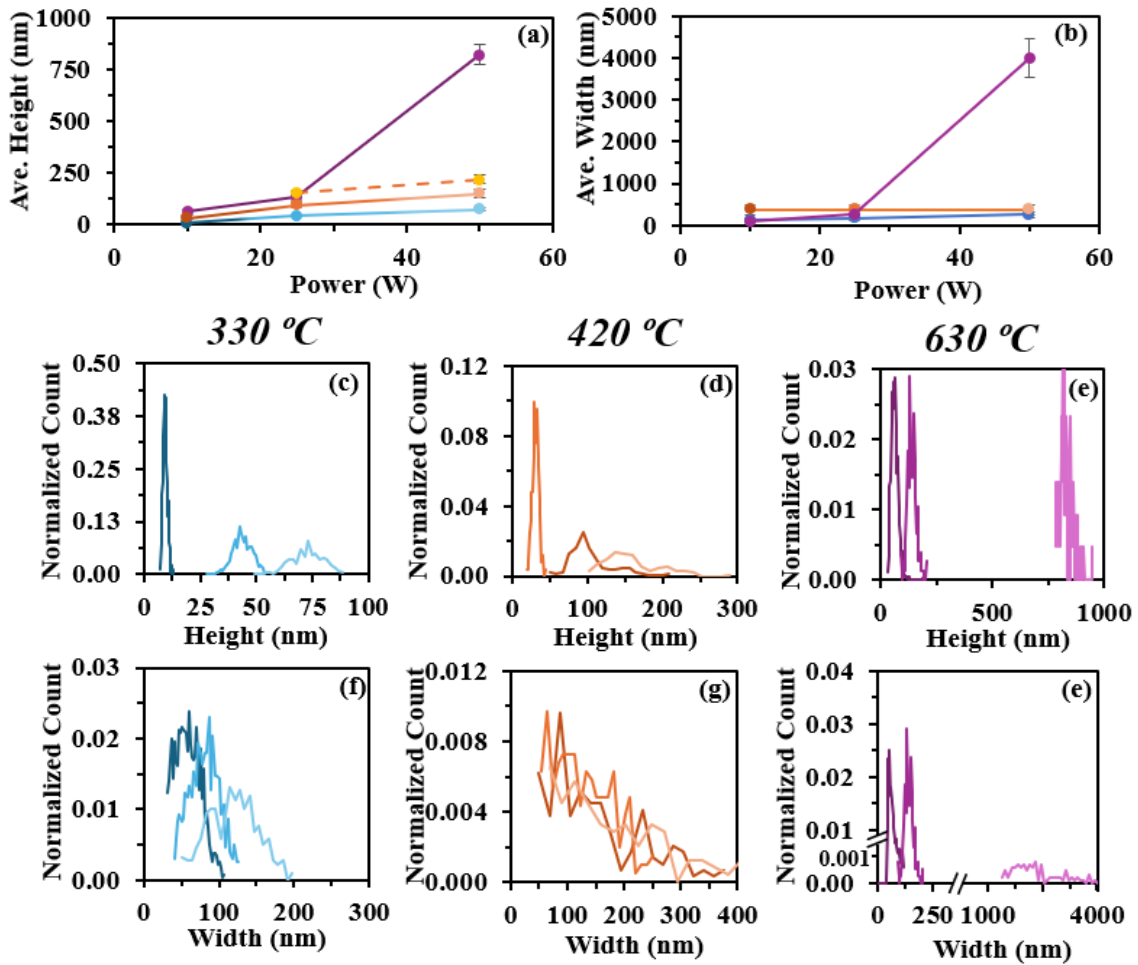 1000
750
500
250
0
Ave. Height (nm)
(a)
0
20
40
60
Power (W)
5000
4000
3000
2000
1000
0
Ave. Width (nm)
(b)
0
20
40
60
Power (W)
330 ºC
420 ºC
630 ºC
0.50
0.38
0.25
0.13
0.00
Normalized Count
(c)
0
25
50
75
100
Height (nm)
0.12
0.08
0.04
0.00
Normalized Count
(d)
0
100
200
300
Height (nm)
0.03
0.02
0.01
0.00
Normalized Count
(e)
0
500
1000
Height (nm)
0.03
0.02
0.01
0.00
Normalized Count
(f)
0
100
200
300
Width (nm)
0.012
0.008
0.004
0.000
Normalized Count
(g)
0
100
200
300
400
Width (nm)
0.04
0.03
0.02
0.01
0.001
0.00
Normalized Count
(e)
0
250
1000
4000
Width (nm)